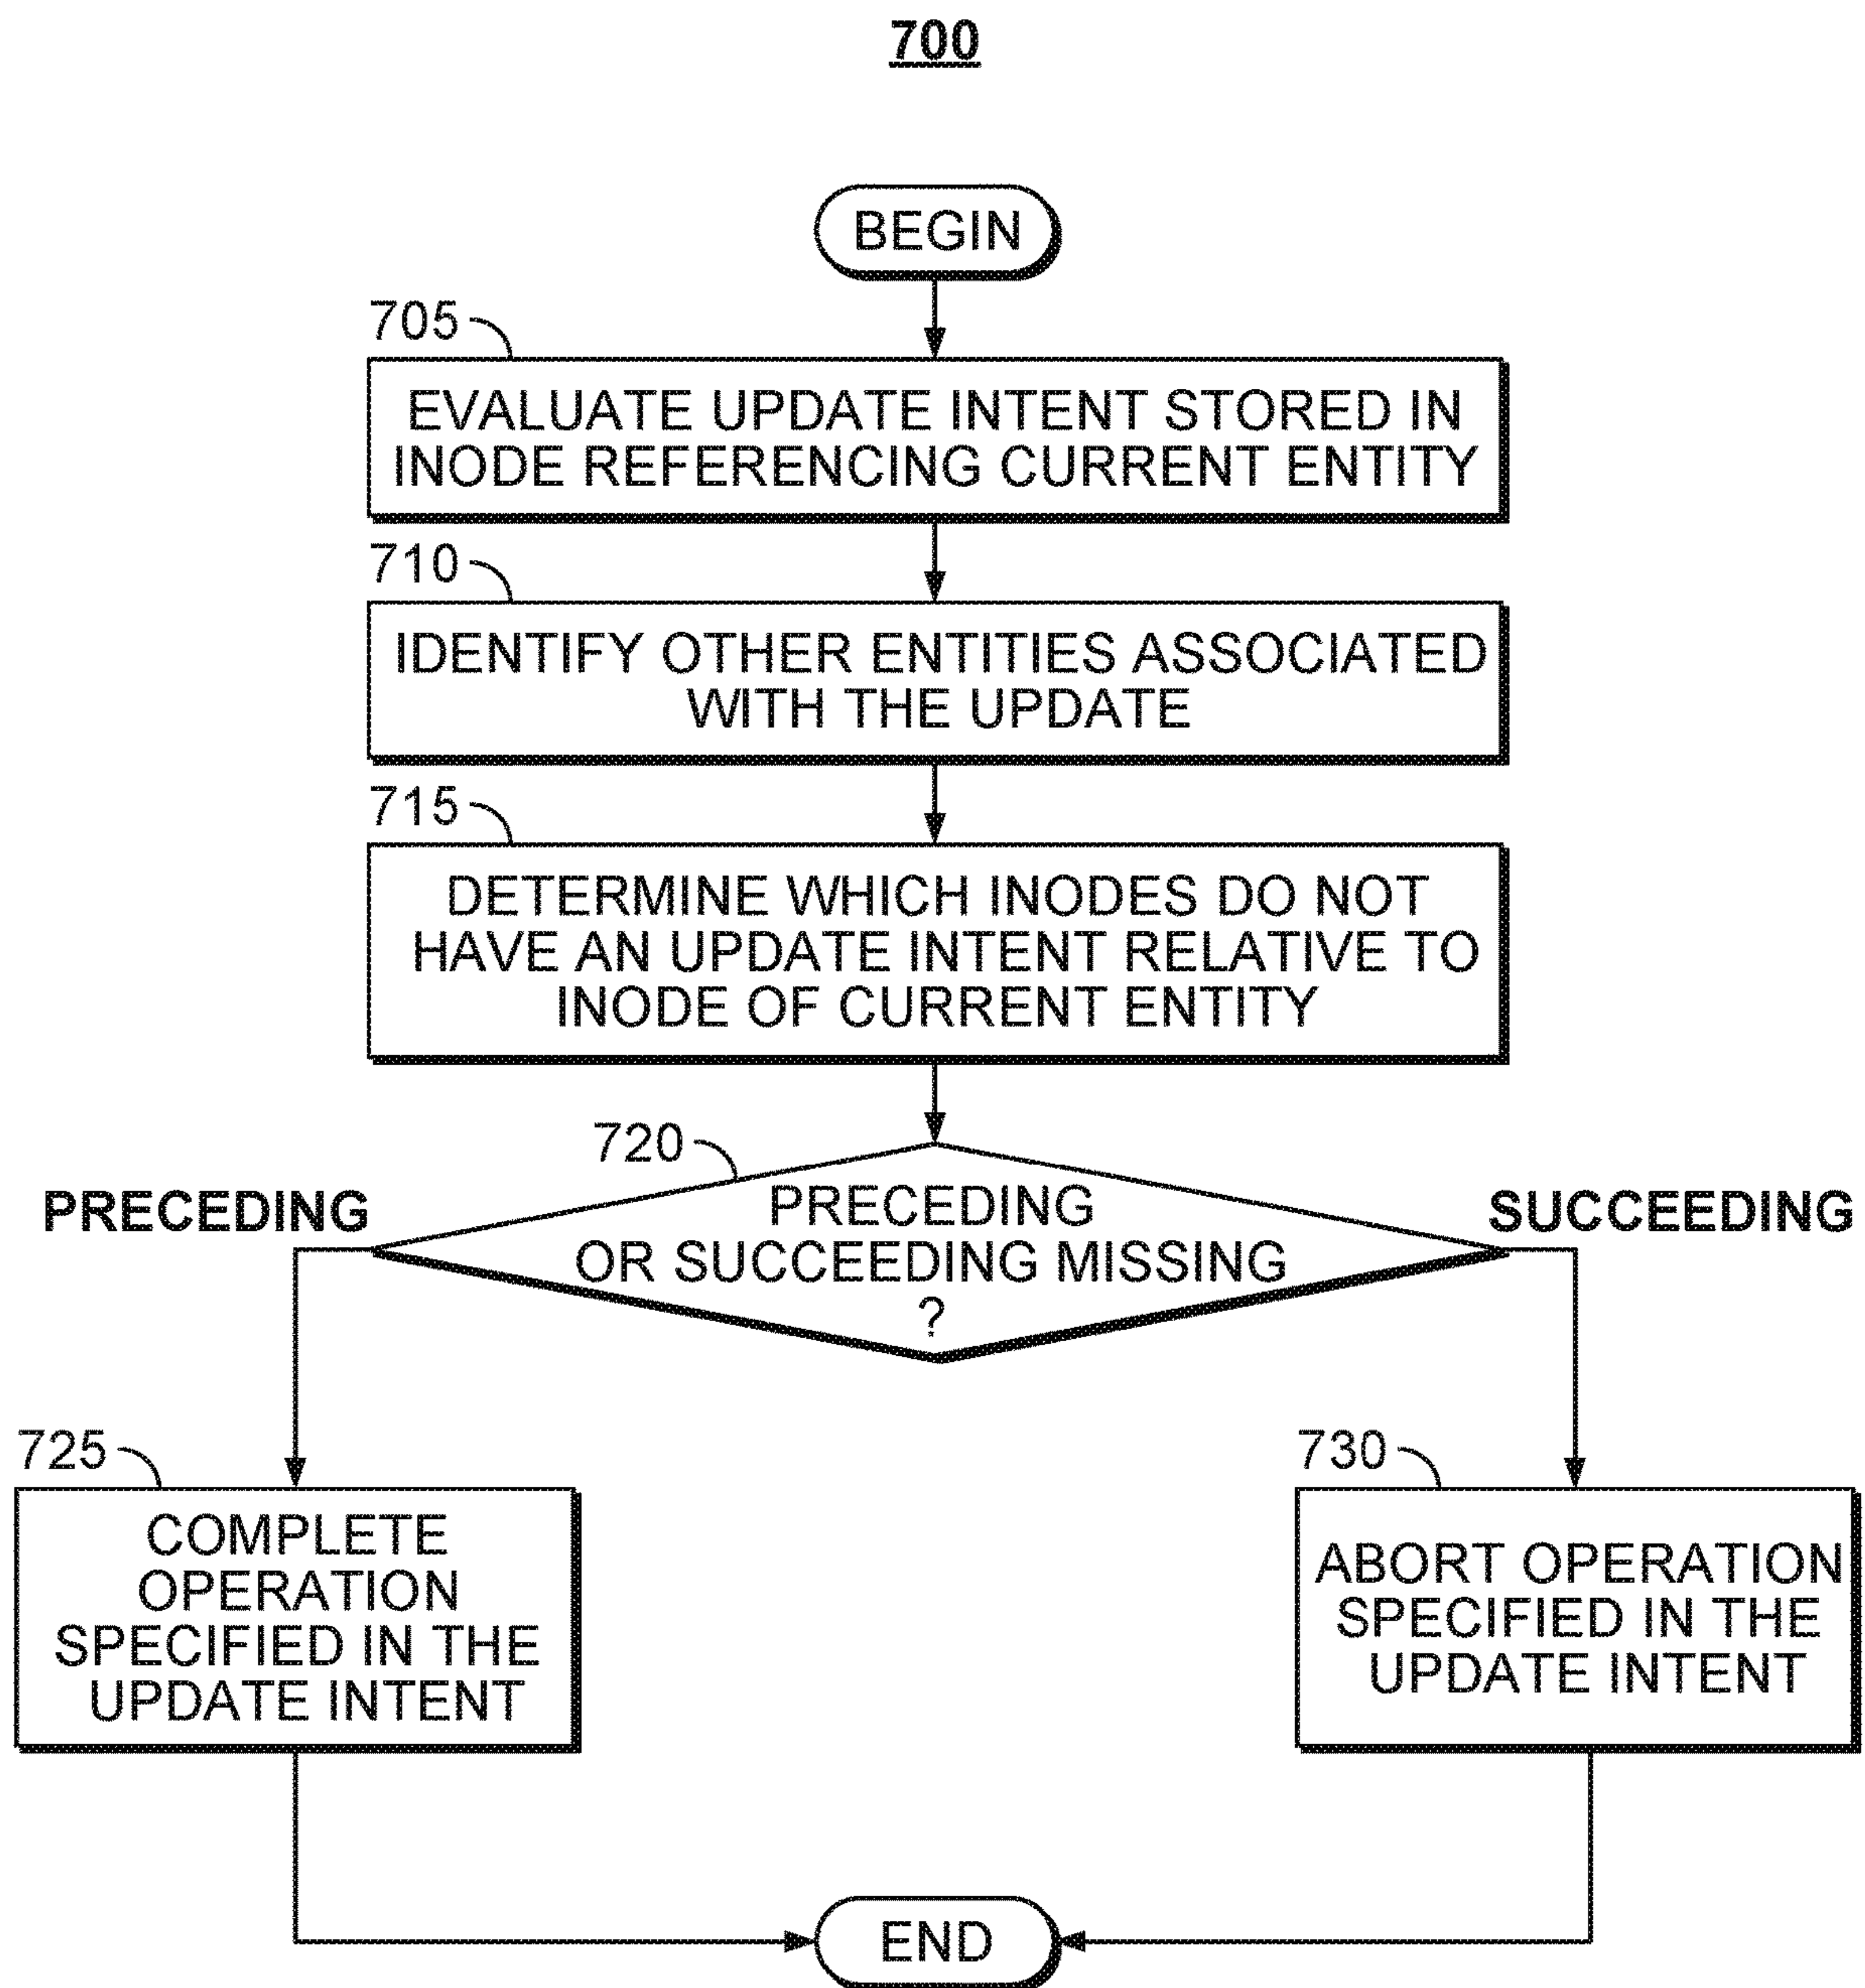 700
BEGIN
705
EVALUATE UPDATE INTENT STORED IN
INODE REFERENCING CURRENT ENTITY
710
IDENTIFY OTHER ENTITIES ASSOCIATED
WITH THE UPDATE
715
DETERMINE WHICH INODES DO NOT
HAVE AN UPDATE INTENT RELATIVE TO
INODE OF CURRENT ENTITY
720
PRECEDING
SUCCEEDING
PRECEDING
OR SUCCEEDING MISSING
?
725
COMPLETE
OPERATION
SPECIFIED IN THE
UPDATE INTENT
730
ABORT OPERATION
SPECIFIED IN THE
UPDATE INTENT
END